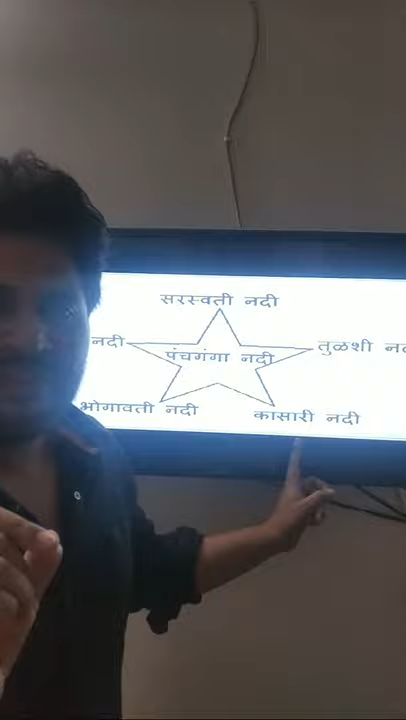 सरस्वती नदी
नदी
तुळशी
पंचगंगा नदी
भोगावती नदी
कासारी नदी